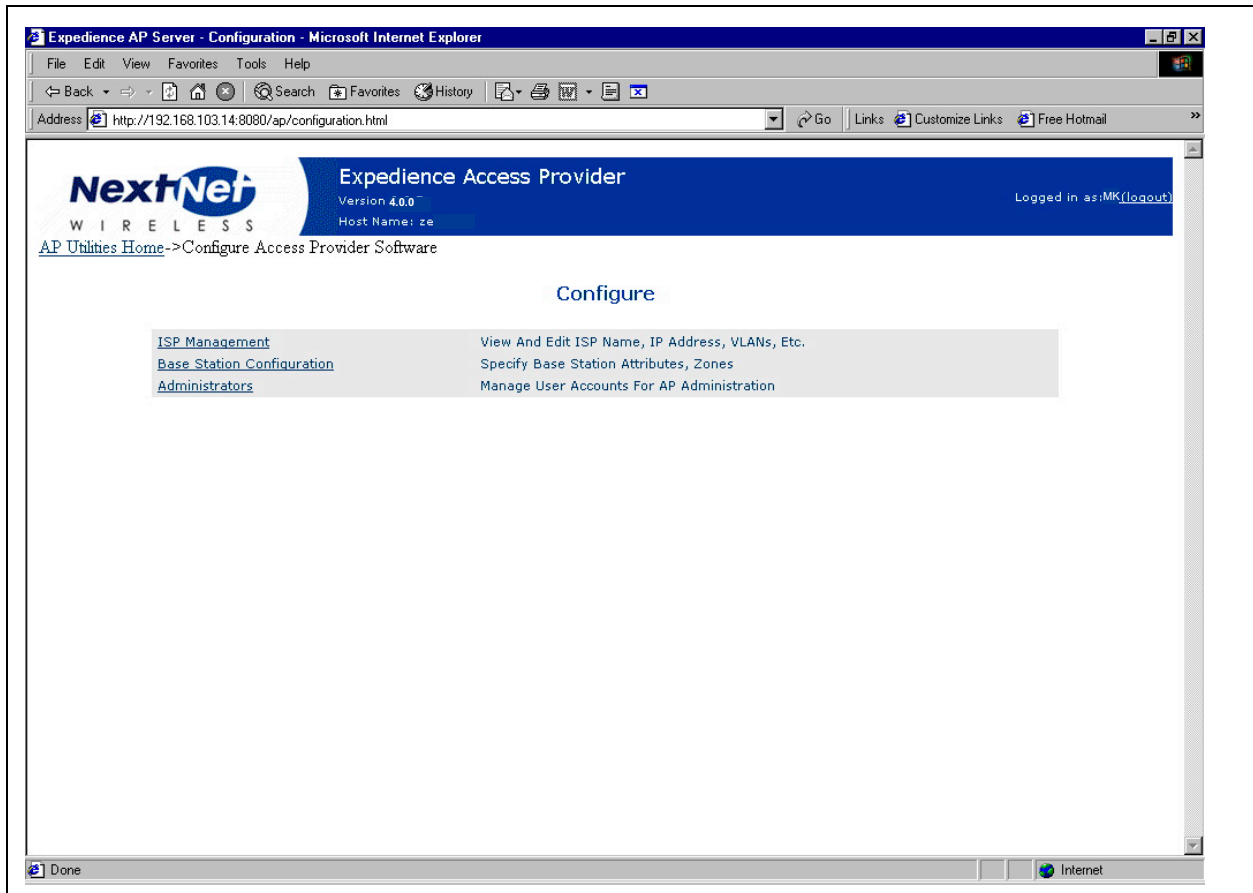 Expedience AP Server - Configuration - Microsoft Internet Explorer
File Edit View Favorites Tools Help
Back Search Favorites History
Address http://192.168.103.14:8080/ap/configuration.html Go Links Customize Links Free Hotmail »
NextNet
WIRELESS
Expedience Access Provider
Version 4.0.0
Host Name: ze
Logged in as:MK(logout)
AP Utilities Home->Configure Access Provider Software
Configure
ISP Management View And Edit ISP Name, IP Address, VLANs, Etc.
Base Station Configuration Specify Base Station Attributes, Zones
Administrators Manage User Accounts For AP Administration
Done Internet